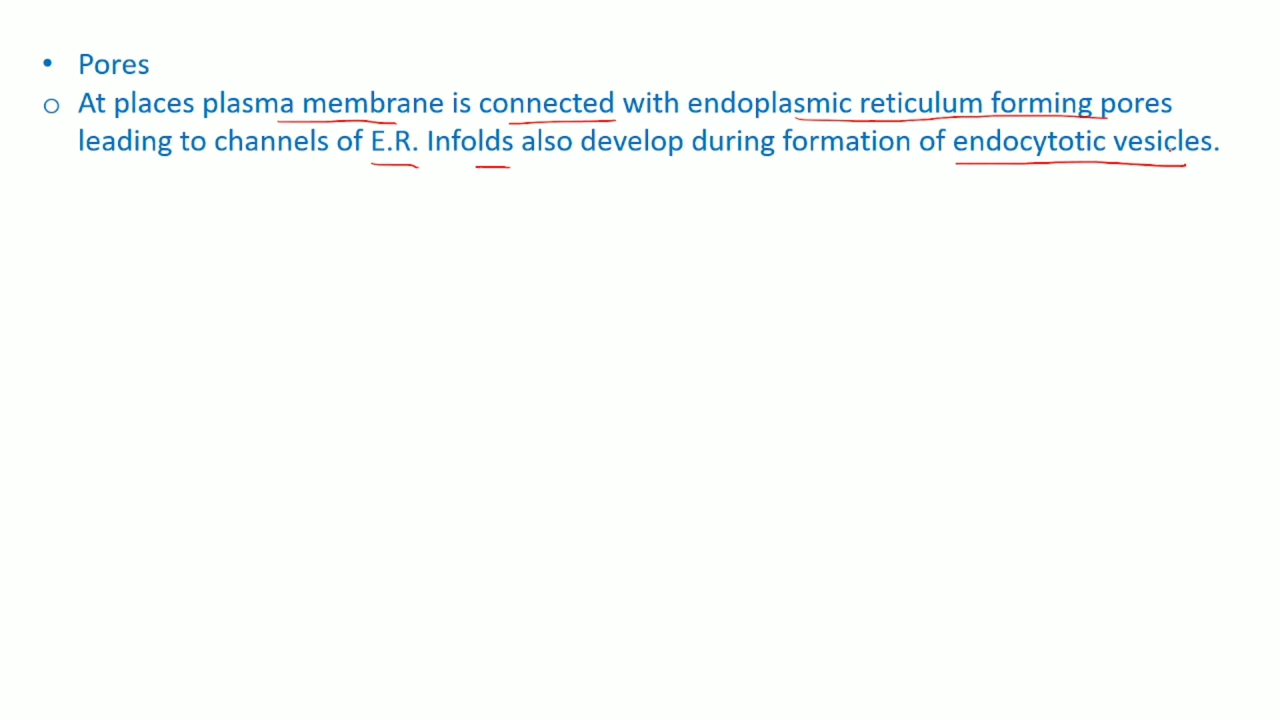 • Pores
o At places plasma membrane is connected with endoplasmic reticulum forming pores
leading to channels of E.R. Infolds also develop during formation of endocytotic vesicles.